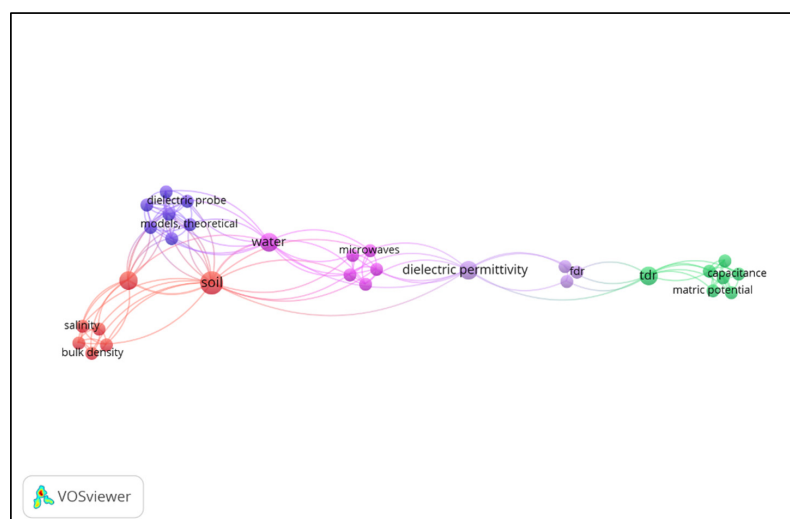 dielectric probe
models, theoretical
water
microwaves
soil
dielectric permittivity
fdr
tdr
capacitance
matric potential
salinity
bulk density
VOSviewer